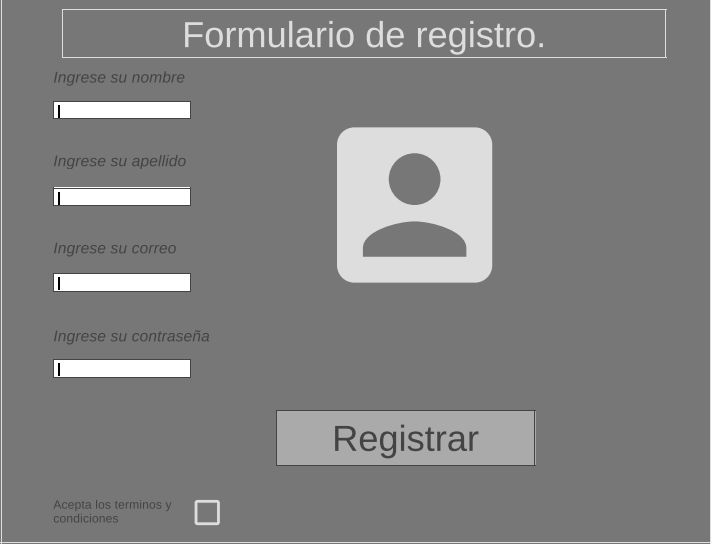 Formulario de registro.
Ingrese su nombre
Ingrese su apellido
Ingrese su correo
Ingrese su contraseña
Registrar
Acepta los terminos y
condiciones